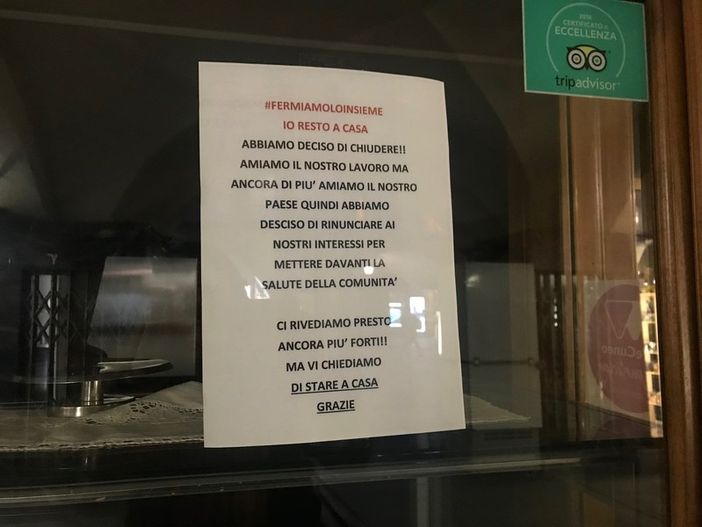 2016
CERTIFICATO di
ECCELLENZA
tripadvisor
#FERMIAMOLOINSIEME
IO RESTO A CASA
ABBIAMO DECISO DI CHIUDERE!!
AMIAMO IL NOSTRO LAVORO MA
ANCORA DI PIU' AMIAMO IL NOSTRO
PAESE QUINDI ABBIAMO
DESCISO DI RINUNCIARE AI
NOSTRI INTERESSI PER
METTERE DAVANTI LA
SALUTE DELLA COMUNITA'
CI RIVEDIAMO PRESTO
ANCORA PIU' FORTI!!
MA VI CHIEDIAMO
DI STARE A CASA
GRAZIE